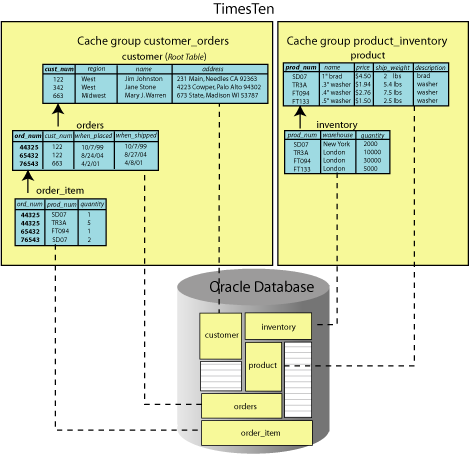 TimesTen
Cache group customer_orders
customer (Root Table)
cust_num region name address
122 West Jim Johnston 231 Main, Needles CA 92363
342 West Jane Stone 4223 Cowper, Palo Alto 94302
663 Midwest Mary J. Warren 673 State, Madison WI 53787
orders
ord_num cust_num when_placed when_shipped
44325 122 10/7/99 10/7/99
65432 122 8/24/04 8/27/04
76543 663 4/2/01 4/8/01
order_item
ord_num prod_num quantity
44325 SD07 1
44325 TR3A 5
65432 FT094 1
76543 SD07 2
Cache group product_inventory
product
prod_num name price ship_weight description
SD07 1" brad $4.50 2 lbs brad
TR3A .3" washer $1.94 5.4 lbs washer
FT094 .2" washer $2.76 7.5 lbs washer
FT133 .5" washer $1.50 2.5 lbs washer
inventory
prod_num warehouse quantity
SD07 New York 2000
TR3A London 10000
FT094 London 30000
FT133 London 5000
Oracle Database
customer
inventory
product
orders
order_item